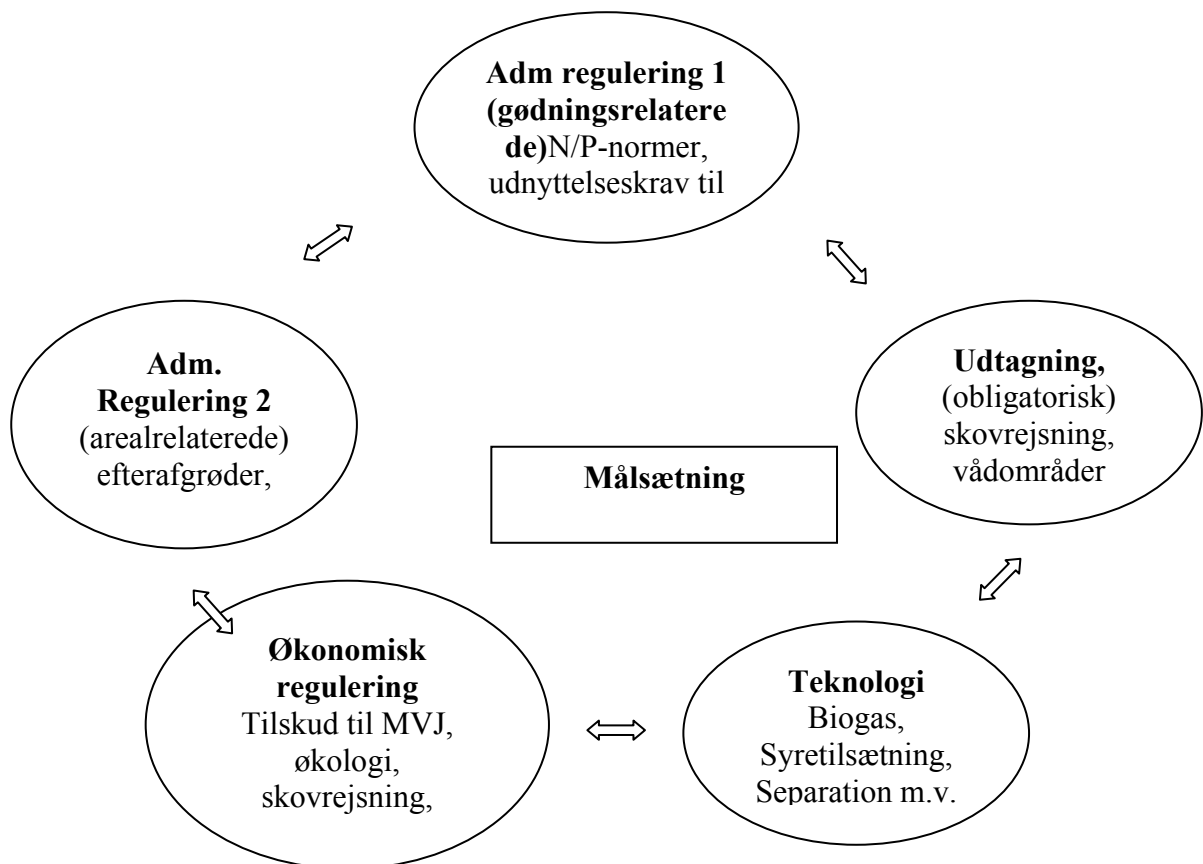 Adm regulering 1
(gødningsrelatere
de)N/P-normer,
udnyttelseskrav til
Adm.
Regulering 2
(arealrelaterede)
efterafgrøder,
Udtagning,
(obligatorisk)
skovrejsning,
vådområder
Målsætning
Økonomisk
regulering
Tilskud til MVJ,
økologi,
skovrejsning,
Teknologi
Biogas,
Syretilsætning,
Separation m.v.